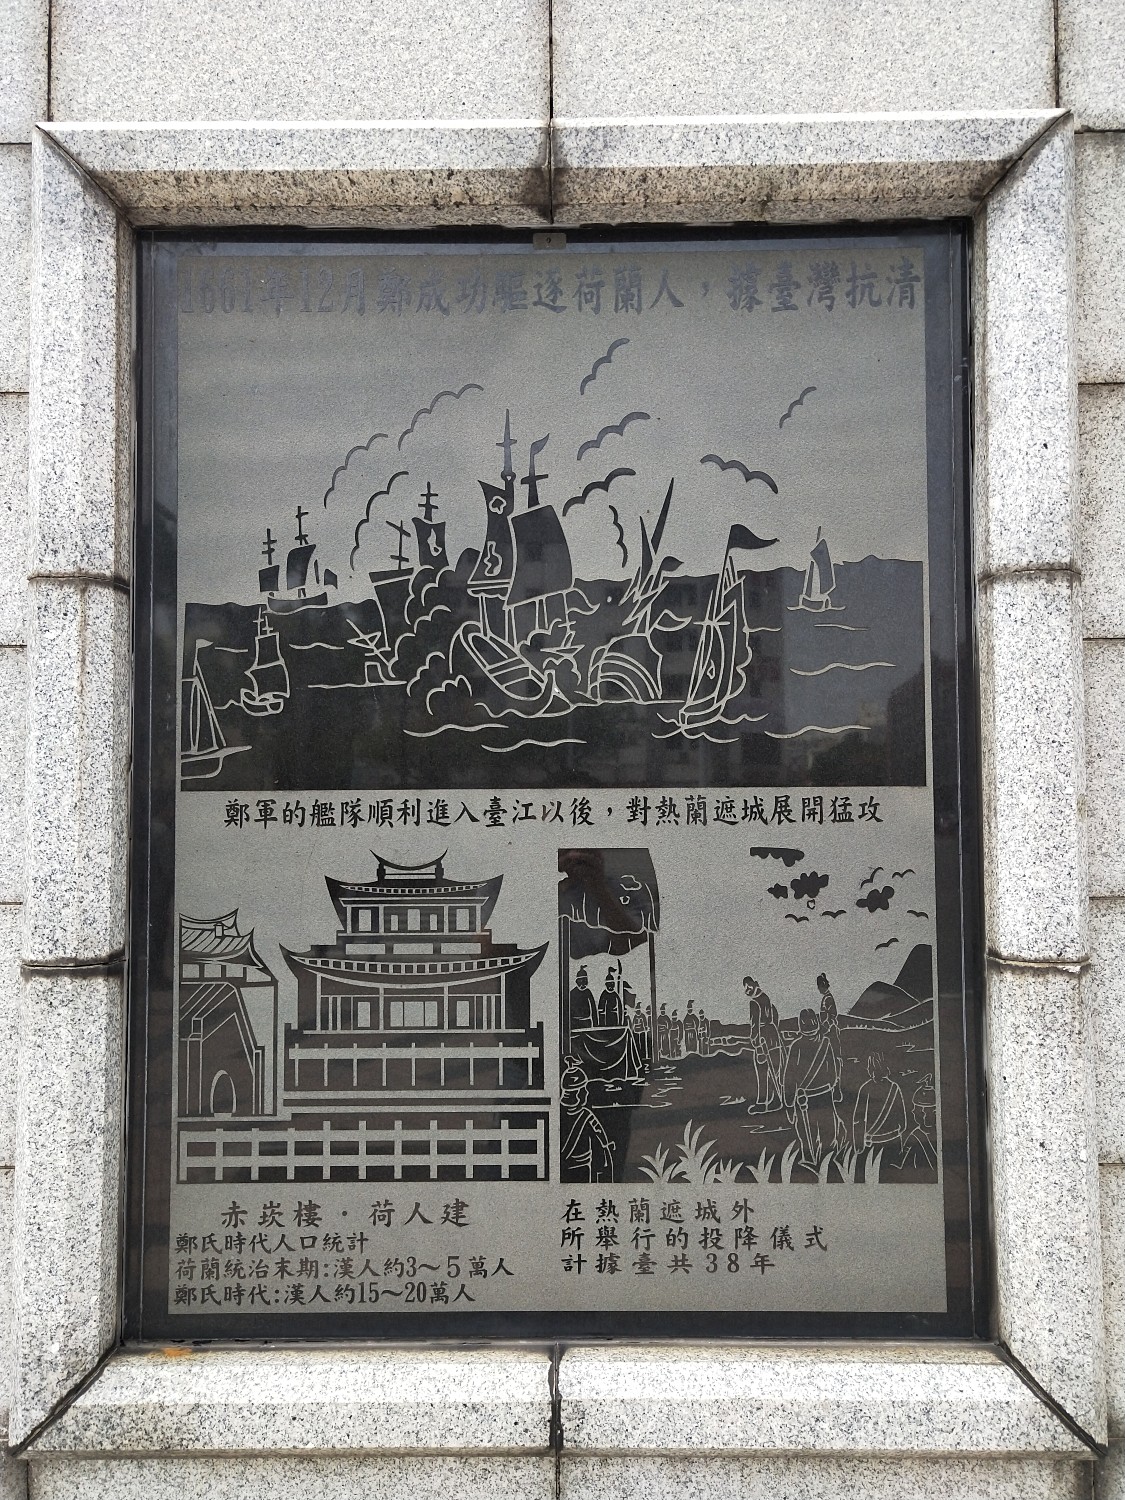 9
1661年12月鄭成功驅逐荷蘭人，據臺灣抗清
鄭軍的艦隊順利進入臺江以後，對熱蘭遮城展開猛攻
赤崁樓・荷人建
鄭氏時代人口統計
荷蘭統治末期:漢人約3～5萬人
鄭氏時代:漢人約15～20萬人
在熱蘭遮城外
所舉行的投降儀式
計據臺共38年